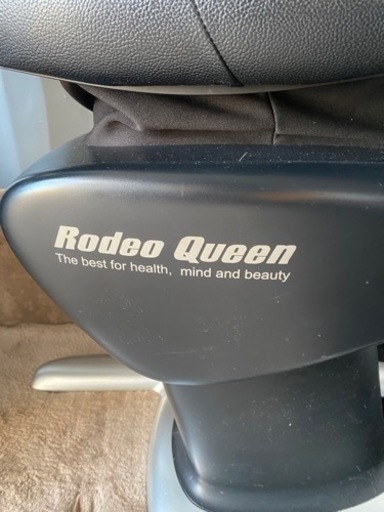 Rodeo Queen
The best for health, mind and beauty